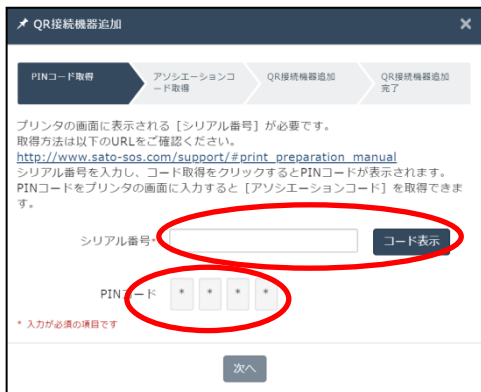 QR接続機器追加 ×
PINコード取得 アソシエーションコード取得 QR接続機器追加 QR接続機器追加完了
プリンタの画面に表示される［シリアル番号］が必要です。
取得方法は以下のURLをご確認ください。
http://www.sato-sos.com/support/#print_preparation_manual
シリアル番号を入力し、コード取得をクリックするとPINコードが表示されます。
PINコードをプリンタの画面に入力すると［アソシエーションコード］を取得できま
す。
シリアル番号* コード表示
PINコード * * * *
* 入力が必須の項目です
次へ